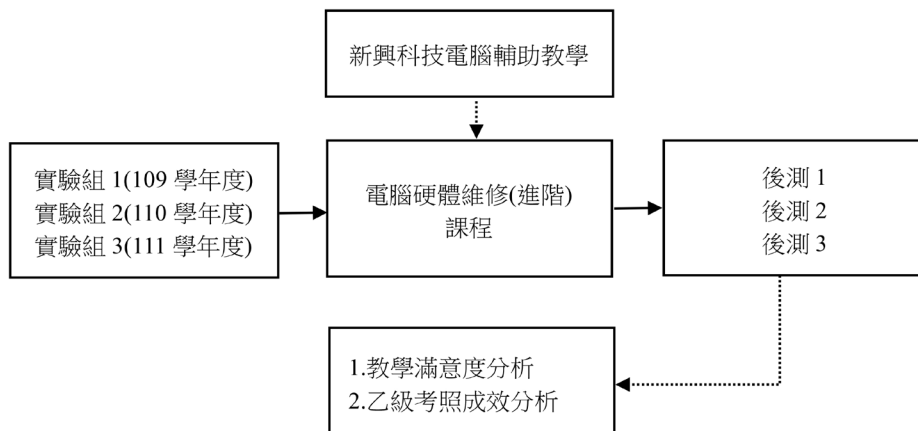 新興科技電腦輔助教學
實驗組 1(109 學年度)
實驗組 2(110 學年度)
實驗組 3(111 學年度)
電腦硬體維修(進階)
課程
後測 1
後測 2
後測 3
1.教學滿意度分析
2.乙級考照成效分析